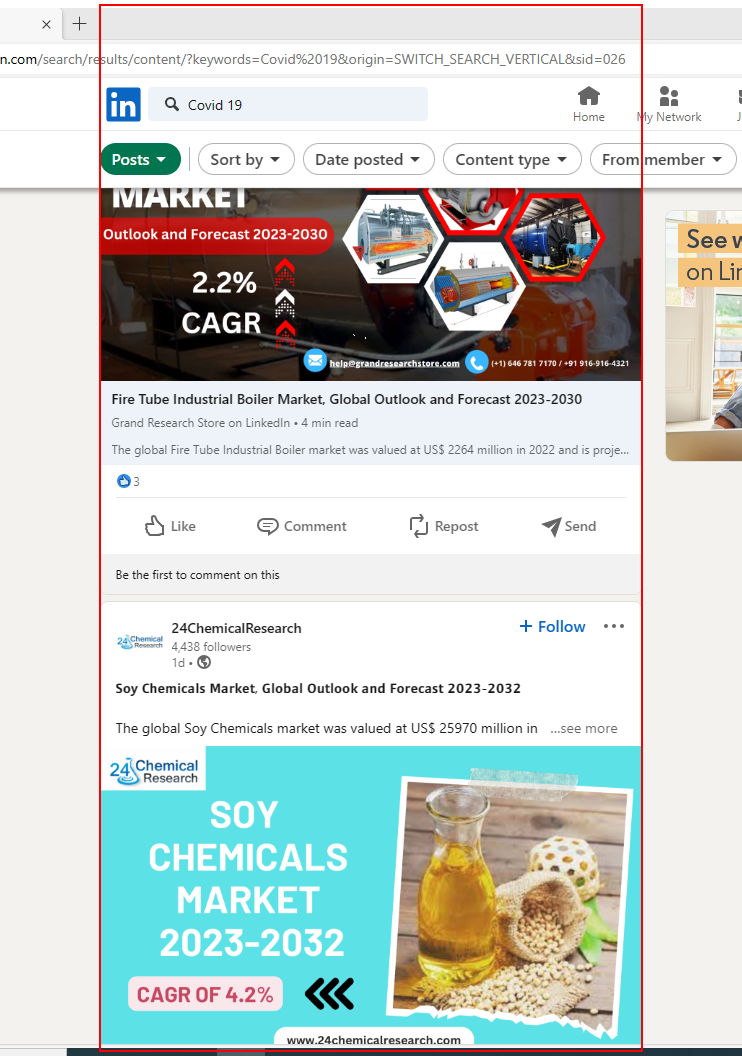 n.com/search/results/content/?keywords=Covid%2019&origin=SWITCH_SEARCH_VERTICAL&sid=026
in
Covid 19
Home
My Network
Posts
Sort by
Date posted
Content type
From member
MARKET
Outlook and Forecast 2023-2030
2.2%
CAGR
help@grandresearchstore.com
(+1) 646 781 7170 / +91 916-916-4321
See w
on Lin
Fire Tube Industrial Boiler Market, Global Outlook and Forecast 2023-2030
Grand Research Store on LinkedIn • 4 min read
The global Fire Tube Industrial Boiler market was valued at US$ 2264 million in 2022 and is proje...
3
Like
Comment
Repost
Send
Be the first to comment on this
24ChemicalResearch
4,438 followers
1d •
+ Follow
24 Chemical
Research
Soy Chemicals Market, Global Outlook and Forecast 2023-2032
The global Soy Chemicals market was valued at US$ 25970 million in ...see more
24 Chemical
Research
SOY
CHEMICALS
MARKET
2023-2032
CAGR OF 4.2%
www.24chemicalresearch.com